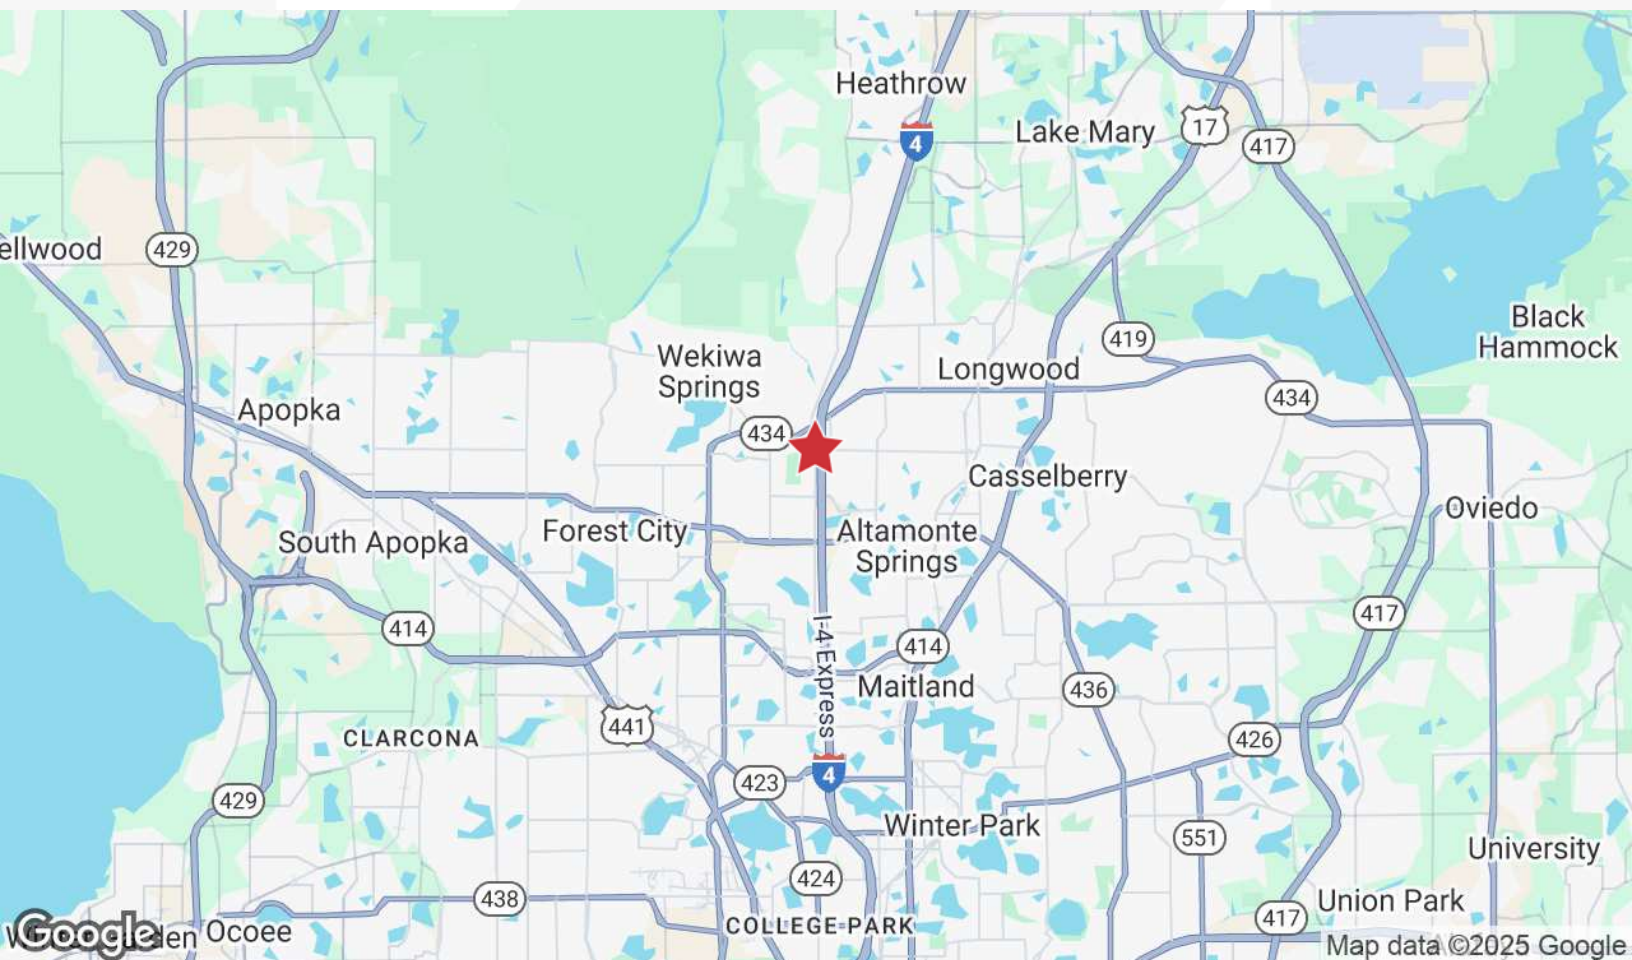 Heathrow
4
Lake Mary
17
417
ellwood
429
Black
Hammock
419
Wekiwa
Springs
Longwood
434
Apopka
434
Casselberry
Oviedo
Forest City
Altamonte
Springs
South Apopka
417
414
414
I-4 Express
Maitland
436
441
CLARCONA
426
423
4
429
Winter Park
551
University
424
438
Union Park
COLLEGE PARK
417
Google
Ocoee
Map data ©2025 Google